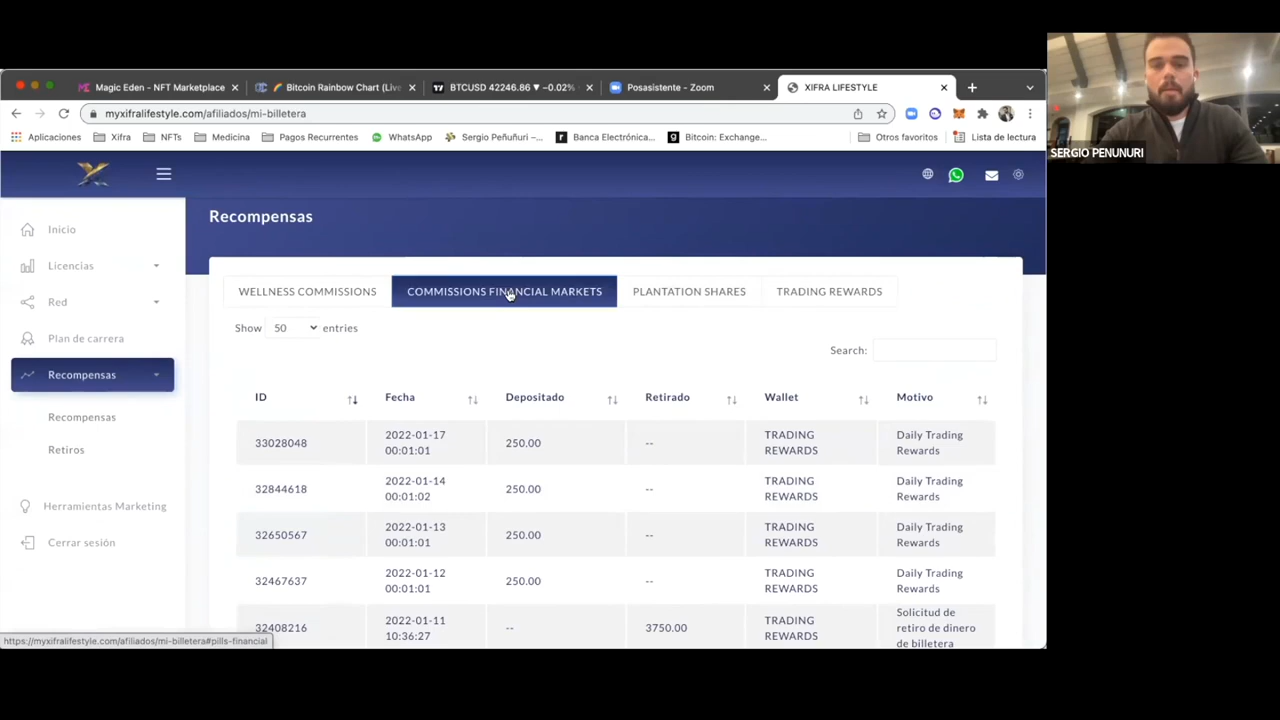 Magic Eden - NFT Marketplace
Bitcoin Rainbow Chart (Live
BTCUSD 42246.86 ▼ −0.02%
Posasistente - Zoom
XIFRA LIFESTYLE
myxifralifestyle.com/afiliados/mi-billetera
Aplicaciones
Xifra
NFTs
Medicina
Pagos Recurrentes
WhatsApp
Sergio Peñuñuri –...
Banca Electrónica...
Bitcoin: Exchange...
Otros favoritos
Lista de lectura
SERGIO PENUNURI
Inicio
Licencias
Red
Plan de carrera
Recompensas
Recompensas
Retiros
Herramientas Marketing
Cerrar sesión
Recompensas
WELLNESS COMMISSIONS
COMMISSIONS FINANCIAL MARKETS
PLANTATION SHARES
TRADING REWARDS
Show 50 entries
Search:
ID Fecha Depositado Retirado Wallet Motivo
33028048 2022-01-17 00:01:01 250.00 -- TRADING REWARDS Daily Trading Rewards
32844618 2022-01-14 00:01:02 250.00 -- TRADING REWARDS Daily Trading Rewards
32650567 2022-01-13 00:01:01 250.00 -- TRADING REWARDS Daily Trading Rewards
32467637 2022-01-12 00:01:01 250.00 -- TRADING REWARDS Daily Trading Rewards
32408216 2022-01-11 10:36:27 -- 3750.00 TRADING REWARDS Solicitud de retiro de dinero de billetera
https://myxifralifestyle.com/afiliados/mi-billetera#pills-financial